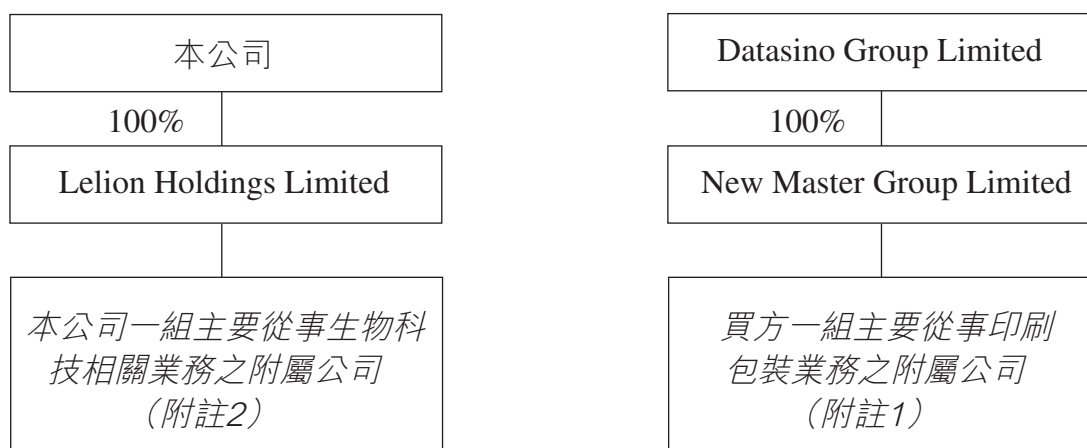 本公司
100%
Lelion Holdings Limited
本公司一組主要從事生物科
技相關業務之附屬公司
（附註2）
Datasino Group Limited
100%
New Master Group Limited
買方一組主要從事印刷
包裝業務之附屬公司
（附註1）